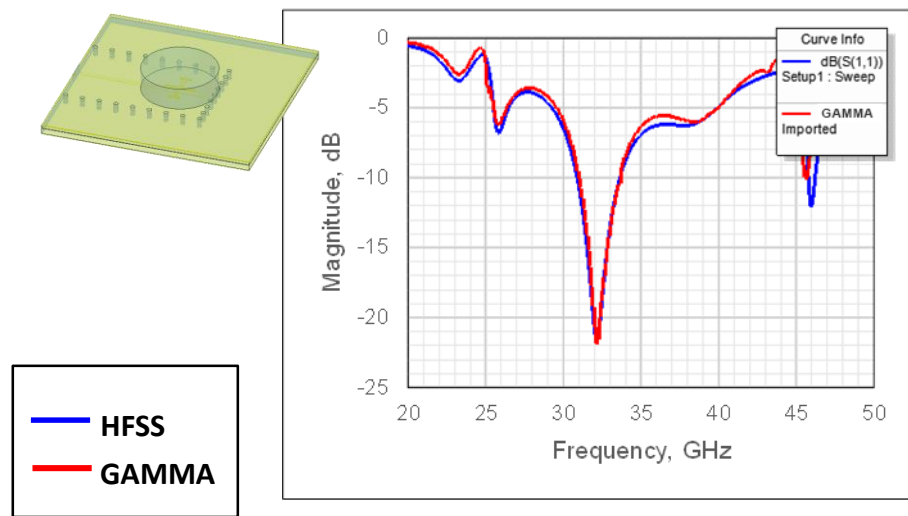 0
-5
-10
-15
-20
-25
Magnitude, dB
20
25
30
35
40
45
50
Frequency, GHz
Curve Info
dB(S(1,1))
Setup1 : Sweep
GAMMA
Imported
HFSS
GAMMA